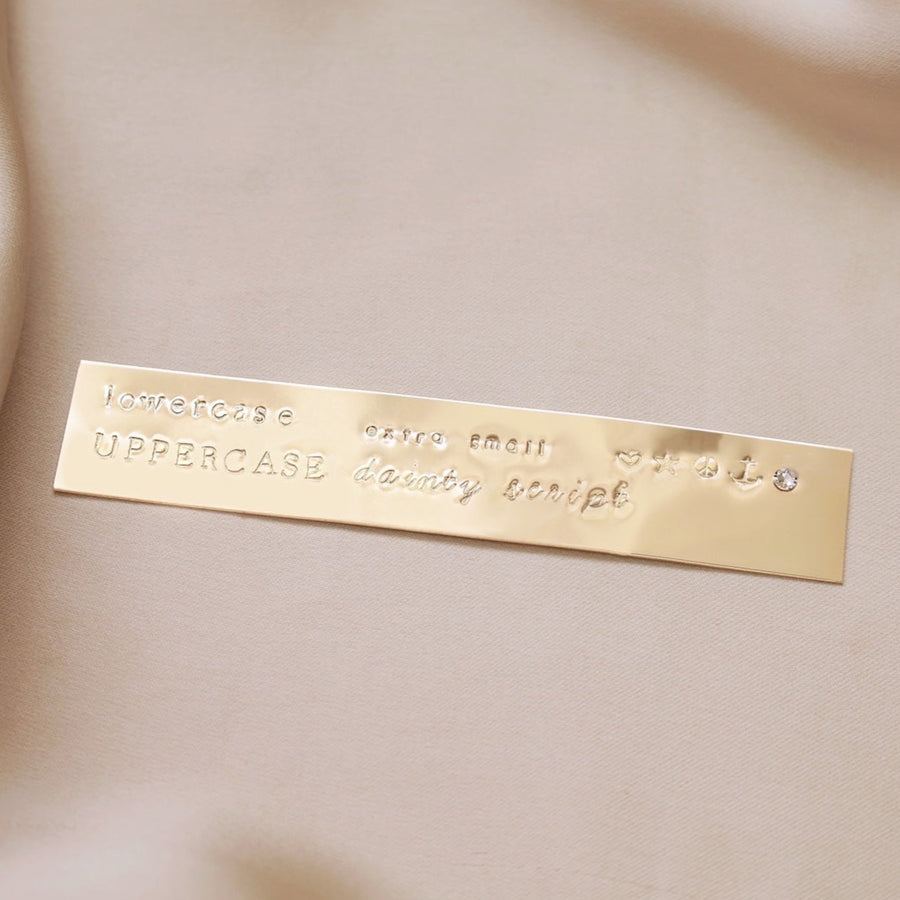 lowercase
UPPERCASE
extra small
dainty script